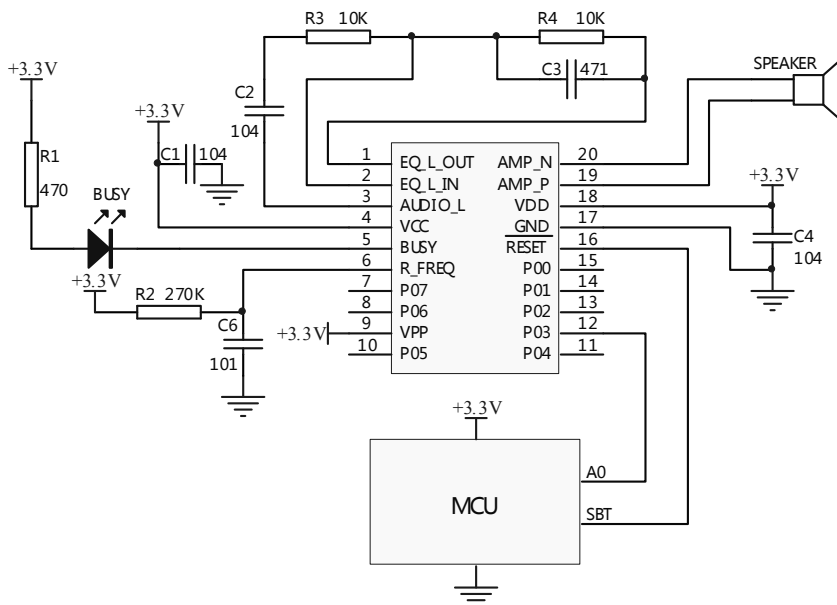 R3 10K
R4 10K
C3 471
SPEAKER
+3.3V
C2
104
+3.3V
C1 104
R1
470
BUSY
1 EQ_L_OUT AMP_N 20
2 EQ_L_IN AMP_P 19
3 AUDIO_L VDD 18
4 VCC GND 17
5 BUSY RESET 16
6 R_FREQ P00 15
7 P07 P01 14
8 P06 P02 13
9 VPP P03 12
10 P05 P04 11
+3.3V
C4
104
+3.3V
R2 270K
C6
101
+3.3V
+3.3V
MCU
A0
SBT